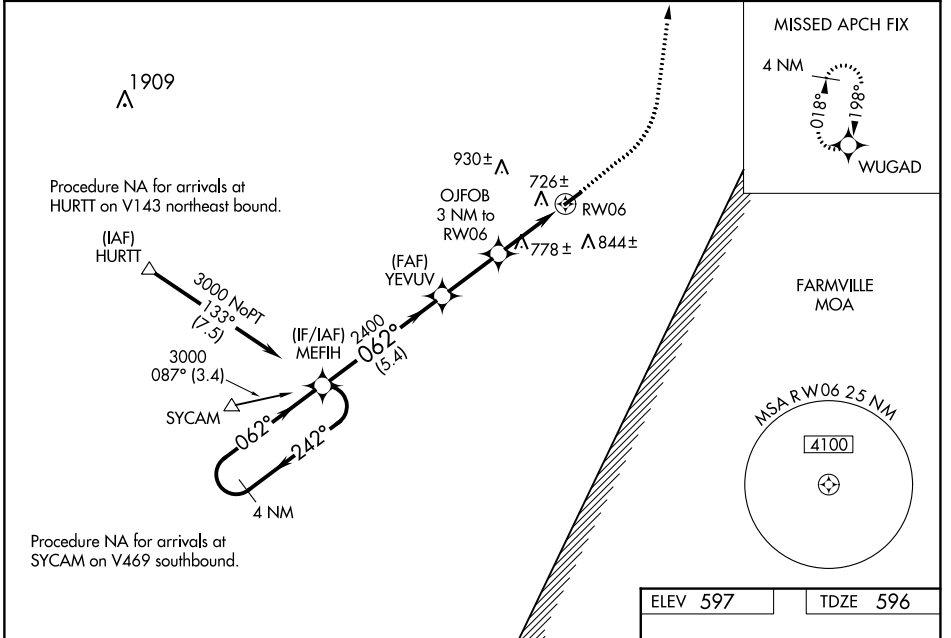 MISSED APCH FIX
4 NM
018°
198°
WUGAD
1909
930±
726±
OJFOB
3 NM to
RW06
RW06
778±
844±
Procedure NA for arrivals at
HURTT on V143 northeast bound.
(IAF)
HURTT
3000 NoPT
133°
(7.5)
(FAF)
YEVUV
(IF/IAF)
MEFIH
2400
062°
(5.4)
3000
087° (3.4)
SYCAM
062°
242°
4 NM
FARMVILLE
MOA
MSA RW06 25 NM
4100
Procedure NA for arrivals at
SYCAM on V469 southbound.
ELEV 597
TDZE 596